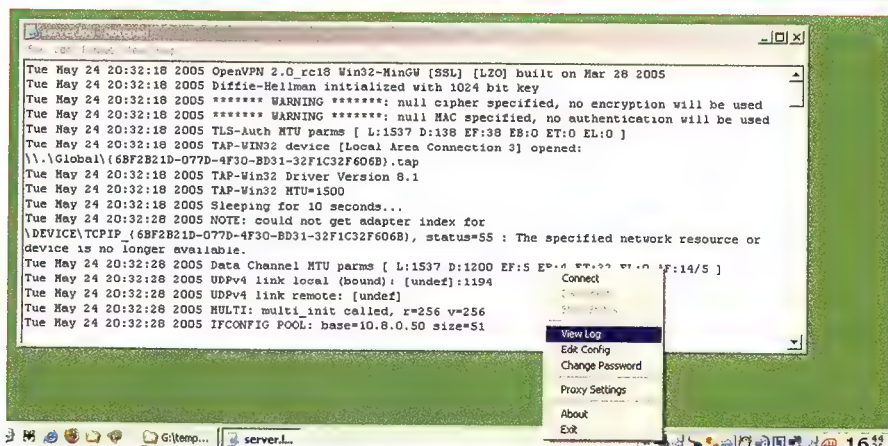 server.log - Notepad
Tue May 24 20:32:18 2005 OpenVPN 2.0_rc18 Win32-MinGW [SSL] [LZO] built on Mar 28 2005
Tue May 24 20:32:18 2005 Diffie-Hellman initialized with 1024 bit key
Tue May 24 20:32:18 2005 ******* WARNING *******: null cipher specified, no encryption will be used
Tue May 24 20:32:18 2005 ******* WARNING *******: null MAC specified, no authentication will be used
Tue May 24 20:32:18 2005 TLS-Auth MTU parms [ L:1537 D:138 EF:38 EB:0 ET:0 EL:0 ]
Tue May 24 20:32:18 2005 TAP-WIN32 device [Local Area Connection 3] opened:
\\.\Global\{6BF2B21D-077D-4F30-BD31-32F1C32F606B}.tap
Tue May 24 20:32:18 2005 TAP-Win32 Driver Version 8.1
Tue May 24 20:32:18 2005 TAP-Win32 MTU=1500
Tue May 24 20:32:18 2005 Sleeping for 10 seconds...
Tue May 24 20:32:28 2005 NOTE: could not get adapter index for
\DEVICE\TCPIP_{6BF2B21D-077D-4F30-BD31-32F1C32F606B}, status=55 : The specified network resource or
device is no longer available.
Tue May 24 20:32:28 2005 Data Channel MTU parms [ L:1537 D:1200 EF:5 AF:14/5 ]
Tue May 24 20:32:28 2005 UDPv4 link local (bound): [undef]:1194
Tue May 24 20:32:28 2005 UDPv4 link remote: [undef]
Tue May 24 20:32:28 2005 MULTI: multi_init called, r=256 v=256
Tue May 24 20:32:28 2005 IFCONFIG POOL: base=10.8.0.50 size=51
Connect
View Log
Edit Config
Change Password
Proxy Settings
About
Exit
G:\temp...
server.l...